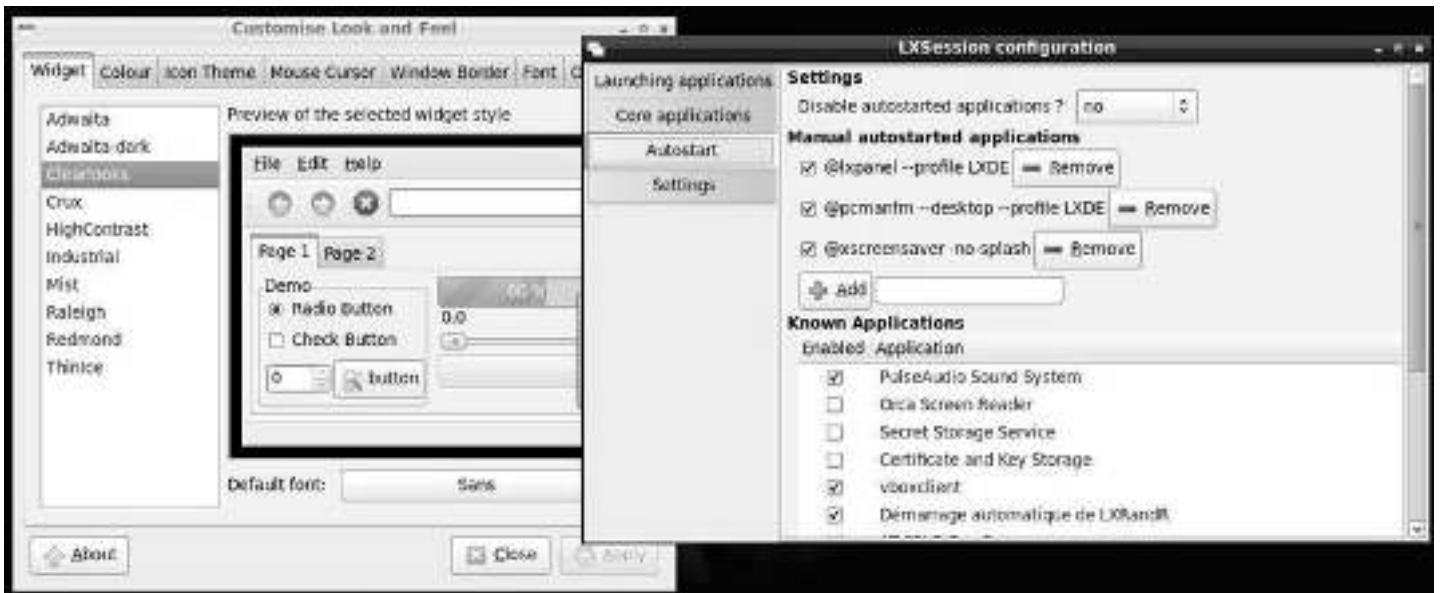 Customise Look and Feel
Widget Colour Icon Theme Mouse Cursor Window Border Font
Adwaita
Adwaita-dark
Clearlooks
Crux
HighContrast
Industrial
Mist
Raleigh
Redmond
ThinIce
Preview of the selected widget style
File Edit Help
Page 1 Page 2
Demo
Radio Button
Check Button
0
button
0.0
Default font:
Sans
About
Close
Apply
LXSession configuration
Launching applications
Core applications
Autostart
Settings
Settings
Disable autostarted applications ? no
Manual autostarted applications
@lxpanel --profile LXDE Remove
@pcmanfm --desktop --profile LXDE Remove
@xscreensaver -no-splash Remove
Add
Known Applications
Enabled Application
PulseAudio Sound System
Orca Screen Reader
Secret Storage Service
Certificate and Key Storage
vboxclient
Démarrage automatique de LXRandR